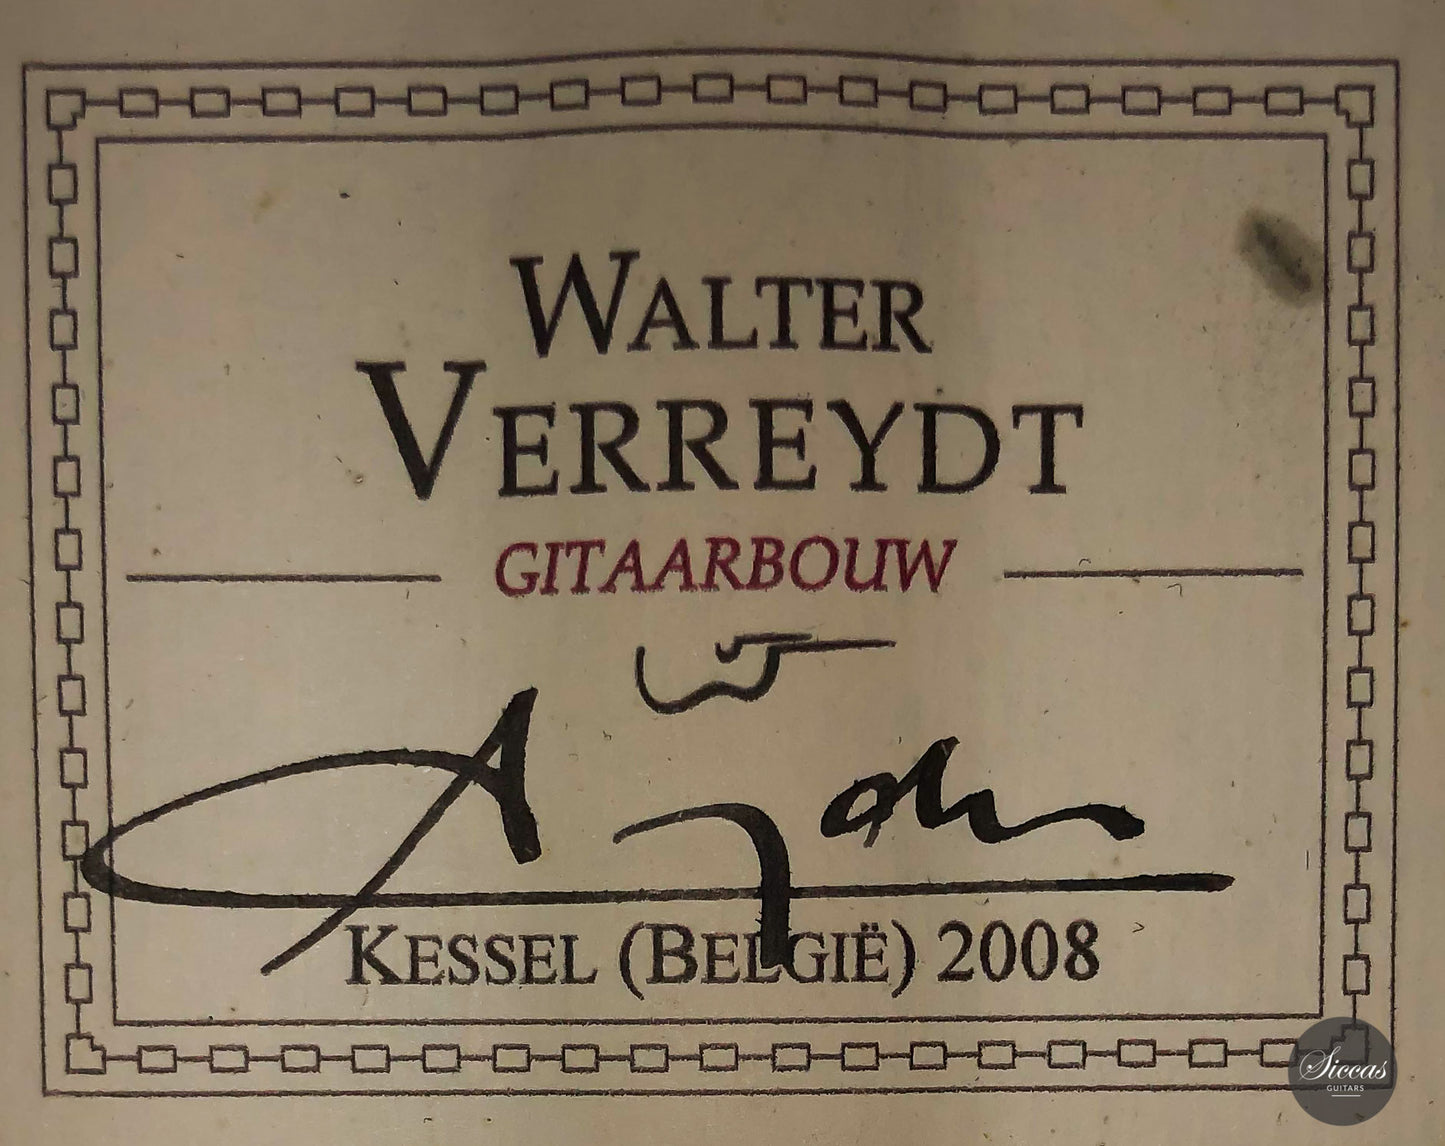 WALTER
VERREYDT
GITAARBOUW
KESSEL (BELGIË) 2008
Siccas
GUITARS